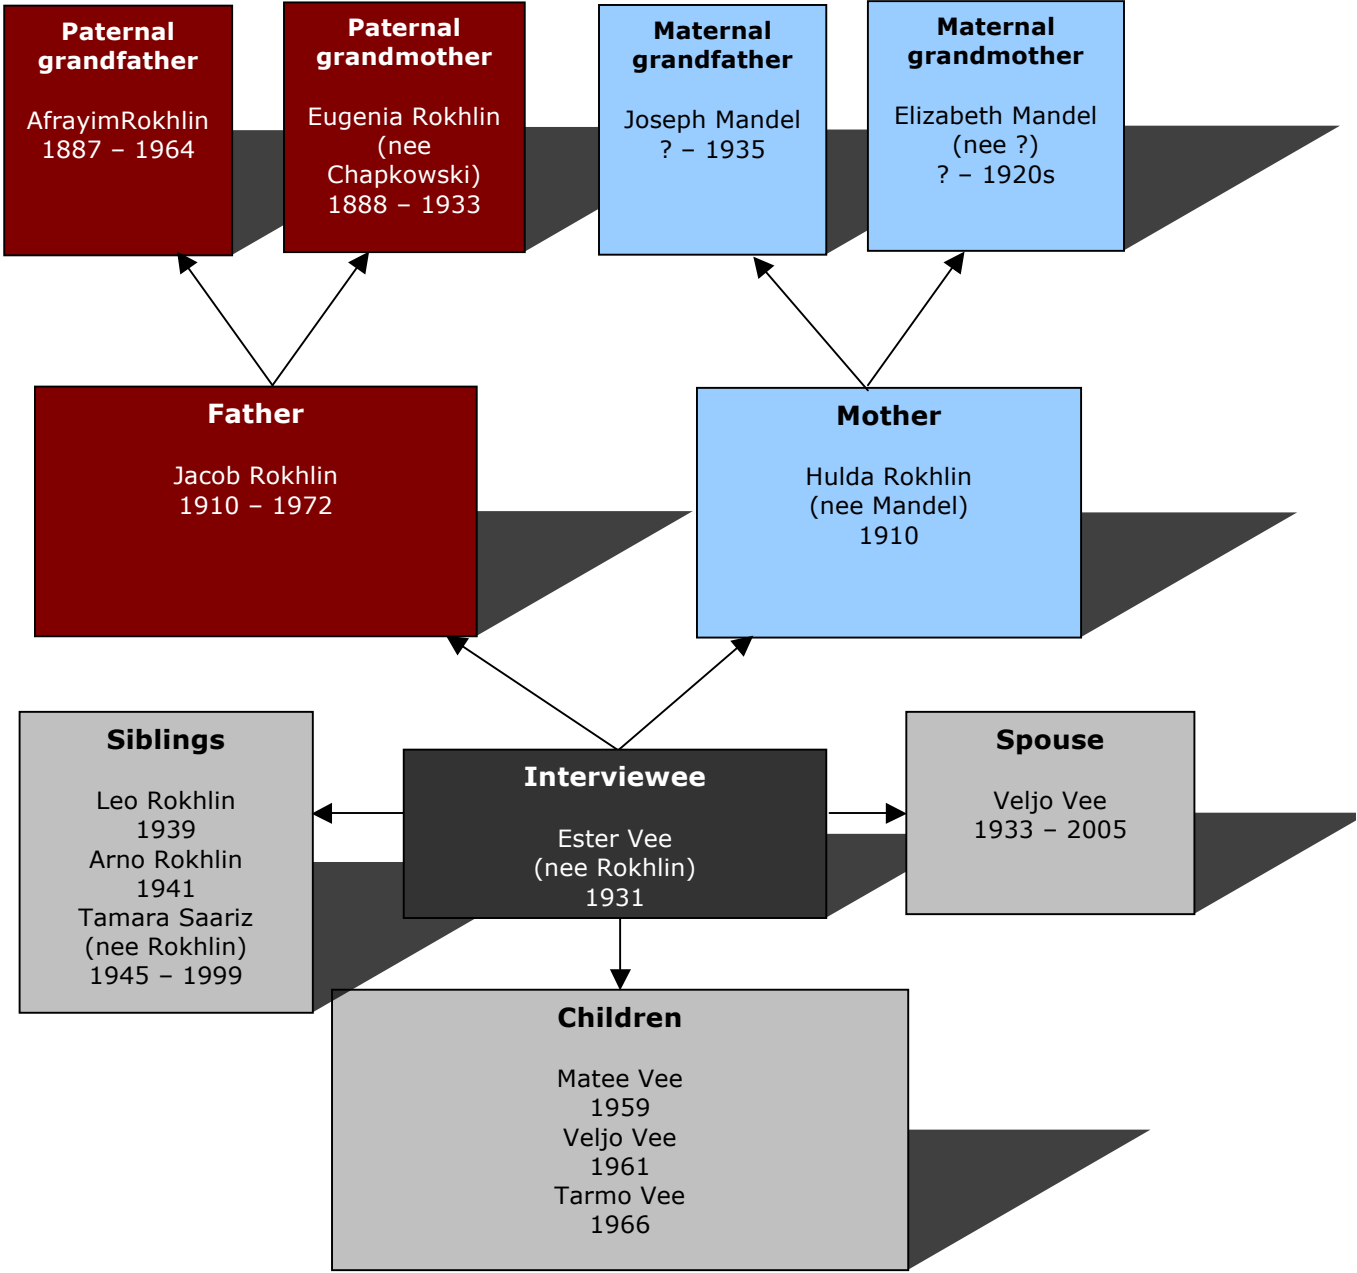 Paternal
grandfather
AfrayimRokhlin
1887 – 1964
Paternal
grandmother
Eugenia Rokhlin
(nee
Chapkowski)
1888 – 1933
Maternal
grandfather
Joseph Mandel
? – 1935
Maternal
grandmother
Elizabeth Mandel
(nee ?)
? – 1920s
Father
Jacob Rokhlin
1910 – 1972
Mother
Hulda Rokhlin
(nee Mandel)
1910
Siblings
Leo Rokhlin
1939
Arno Rokhlin
1941
Tamara Saariz
(nee Rokhlin)
1945 – 1999
Interviewee
Ester Vee
(nee Rokhlin)
1931
Spouse
Veljo Vee
1933 – 2005
Children
Matee Vee
1959
Veljo Vee
1961
Tarmo Vee
1966